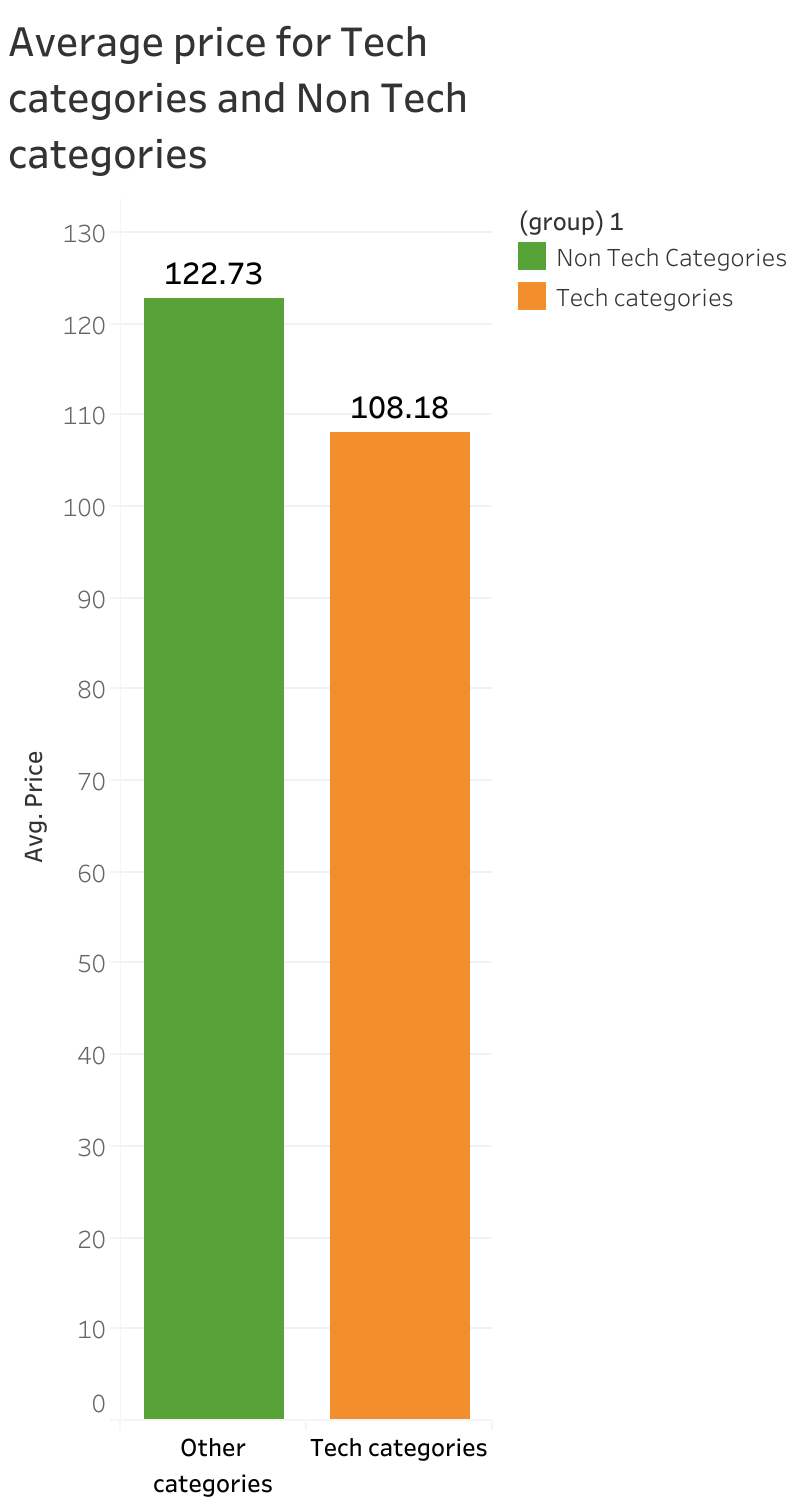 Average price for Tech
categories and Non Tech
categories
(group) 1
Non Tech Categories
Tech categories
130
120
110
100
90
80
70
60
50
40
30
20
10
0
Avg. Price
122.73
108.18
Other
categories
Tech categories